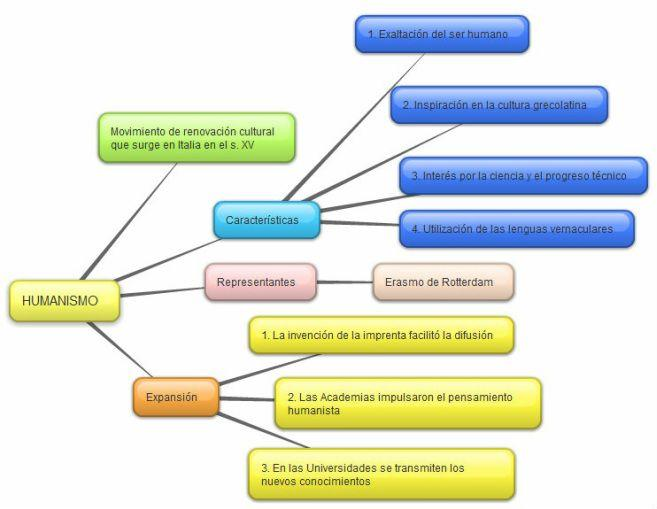 1. Exaltación del ser humano
2. Inspiración en la cultura grecolatina
Movimiento de renovación cultural
que surge en Italia en el s. XV
3. Interés por la ciencia y el progreso técnico
Características
4. Utilización de las lenguas vernaculares
Representantes
Erasmo de Rotterdam
HUMANISMO
1. La invención de la imprenta facilitó la difusión
Expansión
2. Las Academias impulsaron el pensamiento
humanista
3. En las Universidades se transmiten los
nuevos conocimientos